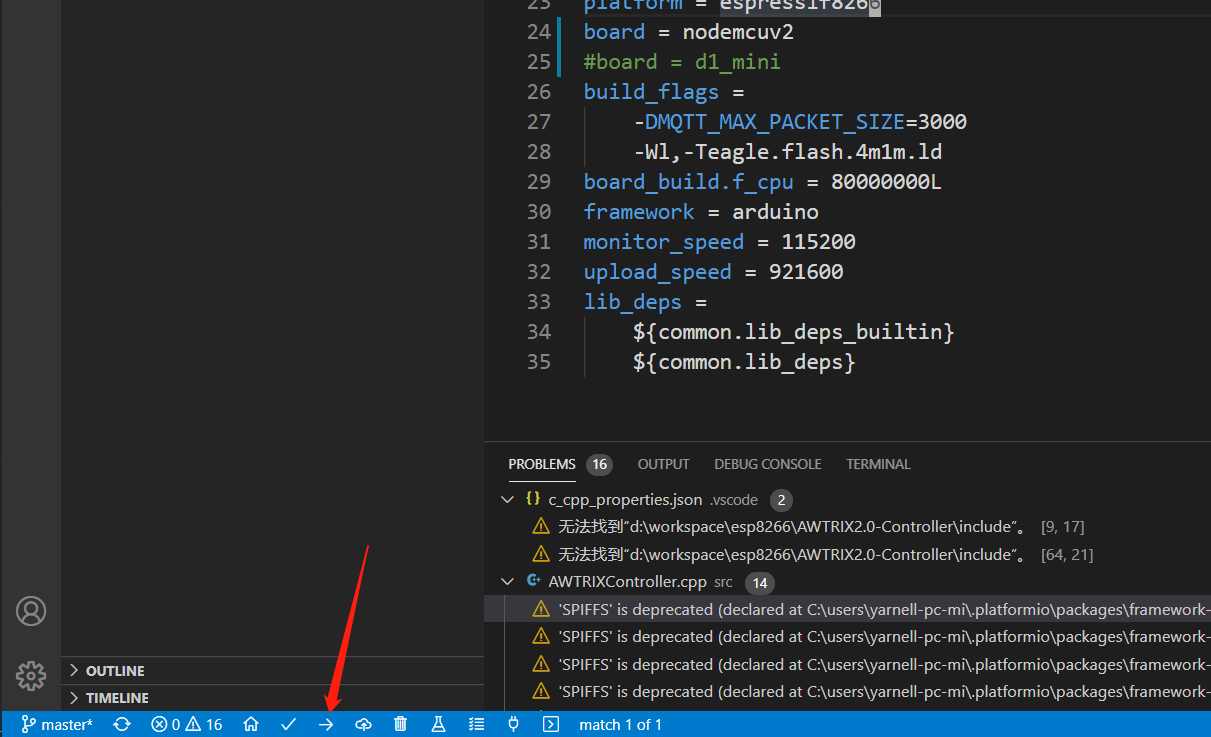 23 platform = espressif8266
24 board = nodemcuv2
25 #board = d1_mini
26 build_flags =
27 -DMQTT_MAX_PACKET_SIZE=3000
28 -Wl,-Teagle.flash.4m1m.ld
29 board_build.f_cpu = 80000000L
30 framework = arduino
31 monitor_speed = 115200
32 upload_speed = 921600
33 lib_deps =
34 ${common.lib_deps_builtin}
35 ${common.lib_deps}
PROBLEMS 16 OUTPUT DEBUG CONSOLE TERMINAL
{} c_cpp_properties.json .vscode 2
无法找到“d:\workspace\esp8266\AWTRIX2.0-Controller\include”。 [9, 17]
无法找到“d:\workspace\esp8266\AWTRIX2.0-Controller\include”。 [64, 21]
AWTRIXController.cpp src 14
'SPIFFS' is deprecated (declared at C:\users\yarnell-pc-mi\.platformio\packages\framework-
'SPIFFS' is deprecated (declared at C:\users\yarnell-pc-mi\.platformio\packages\framework-
'SPIFFS' is deprecated (declared at C:\users\yarnell-pc-mi\.platformio\packages\framework-
'SPIFFS' is deprecated (declared at C:\users\yarnell-pc-mi\.platformio\packages\framework-
OUTLINE
TIMELINE
master* 0 16 match 1 of 1